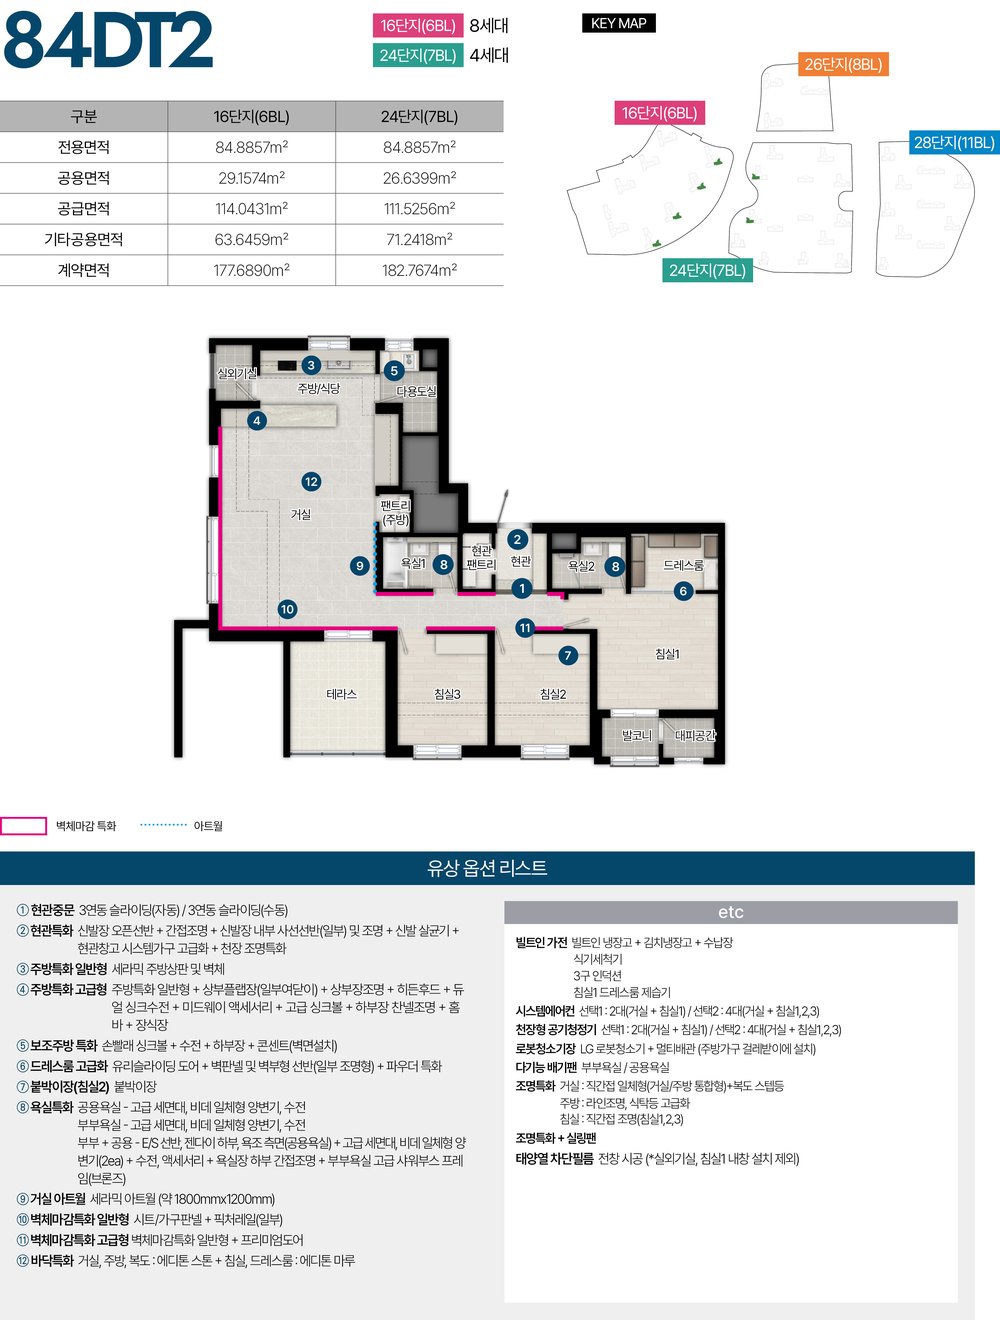 84DT2
16단지(6BL) 8세대
24단지(7BL) 4세대
KEY MAP
26단지(8BL)
16단지(6BL)
28단지(11BL)
24단지(7BL)
구분 16단지(6BL) 24단지(7BL)
전용면적 84.8857m² 84.8857m²
공용면적 29.1574m² 26.6399m²
공급면적 114.0431m² 111.5256m²
기타공용면적 63.6459m² 71.2418m²
계약면적 177.6890m² 182.7674m²
실외기실
3
주방/식당
5
다용도실
4
12
거실
팬트리
(주방)
9
욕실1
8
현관
팬트리
2
현관
1
욕실2
8
드레스룸
6
10
11
7
침실1
테라스
침실3
침실2
발코니
대피공간
벽체마감 특화
아트월
유상 옵션 리스트
① 현관중문 3연동 슬라이딩(자동) / 3연동 슬라이딩(수동)
② 현관특화 신발장 오픈선반 + 간접조명 + 신발장 내부 사선선반(일부) 및 조명 + 신발 살균기 +
현관창고 시스템가구 고급화 + 천장 조명특화
③ 주방특화 일반형 세라믹 주방상판 및 벽체
④ 주방특화 고급형 주방특화 일반형 + 상부플랩장(일부여닫이) + 상부장조명 + 히든후드 + 듀
얼 싱크수전 + 미드웨이 액세서리 + 고급 싱크볼 + 하부장 찬넬조명 + 홈
바 + 장식장
⑤ 보조주방 특화 손빨래 싱크볼 + 수전 + 하부장 + 콘센트(벽면설치)
⑥ 드레스룸 고급화 유리슬라이딩 도어 + 벽판넬 및 벽부형 선반(일부 조명형) + 파우더 특화
⑦ 붙박이장(침실2) 붙박이장
⑧ 욕실특화 공용욕실 - 고급 세면대, 비데 일체형 양변기, 수전
부부욕실 - 고급 세면대, 비데 일체형 양변기, 수전
부부 + 공용 - E/S 선반, 젠다이 하부, 욕조 측면(공용욕실) + 고급 세면대, 비데 일체형 양
변기(2ea) + 수전, 액세서리 + 욕실장 하부 간접조명 + 부부욕실 고급 샤워부스 프레
임(브론즈)
⑨ 거실 아트월 세라믹 아트월 (약 1800mmx1200mm)
⑩ 벽체마감특화 일반형 시트/가구판넬 + 픽처레일(일부)
⑪ 벽체마감특화 고급형 벽체마감특화 일반형 + 프리미엄도어
⑫ 바닥특화 거실, 주방, 복도 : 에디톤 스톤 + 침실, 드레스룸 : 에디톤 마루
etc
빌트인 가전 빌트인 냉장고 + 김치냉장고 + 수납장
식기세척기
3구 인덕션
침실1 드레스룸 제습기
시스템에어컨 선택1 : 2대(거실 + 침실1) / 선택2 : 4대(거실 + 침실1,2,3)
천장형 공기청정기 선택1 : 2대(거실 + 침실1) / 선택2 : 4대(거실 + 침실1,2,3)
로봇청소기장 LG 로봇청소기 + 멀티배관 (주방가구 걸레받이에 설치)
다기능 배기팬 부부욕실 / 공용욕실
조명특화 거실 : 직간접 일체형(거실/주방 통합형)+복도 스텝등
주방 : 라인조명, 식탁등 고급화
침실 : 직간접 조명(침실1,2,3)
조명특화 + 실링팬
태양열 차단필름 전창 시공 (*실외기실, 침실1 내창 설치 제외)